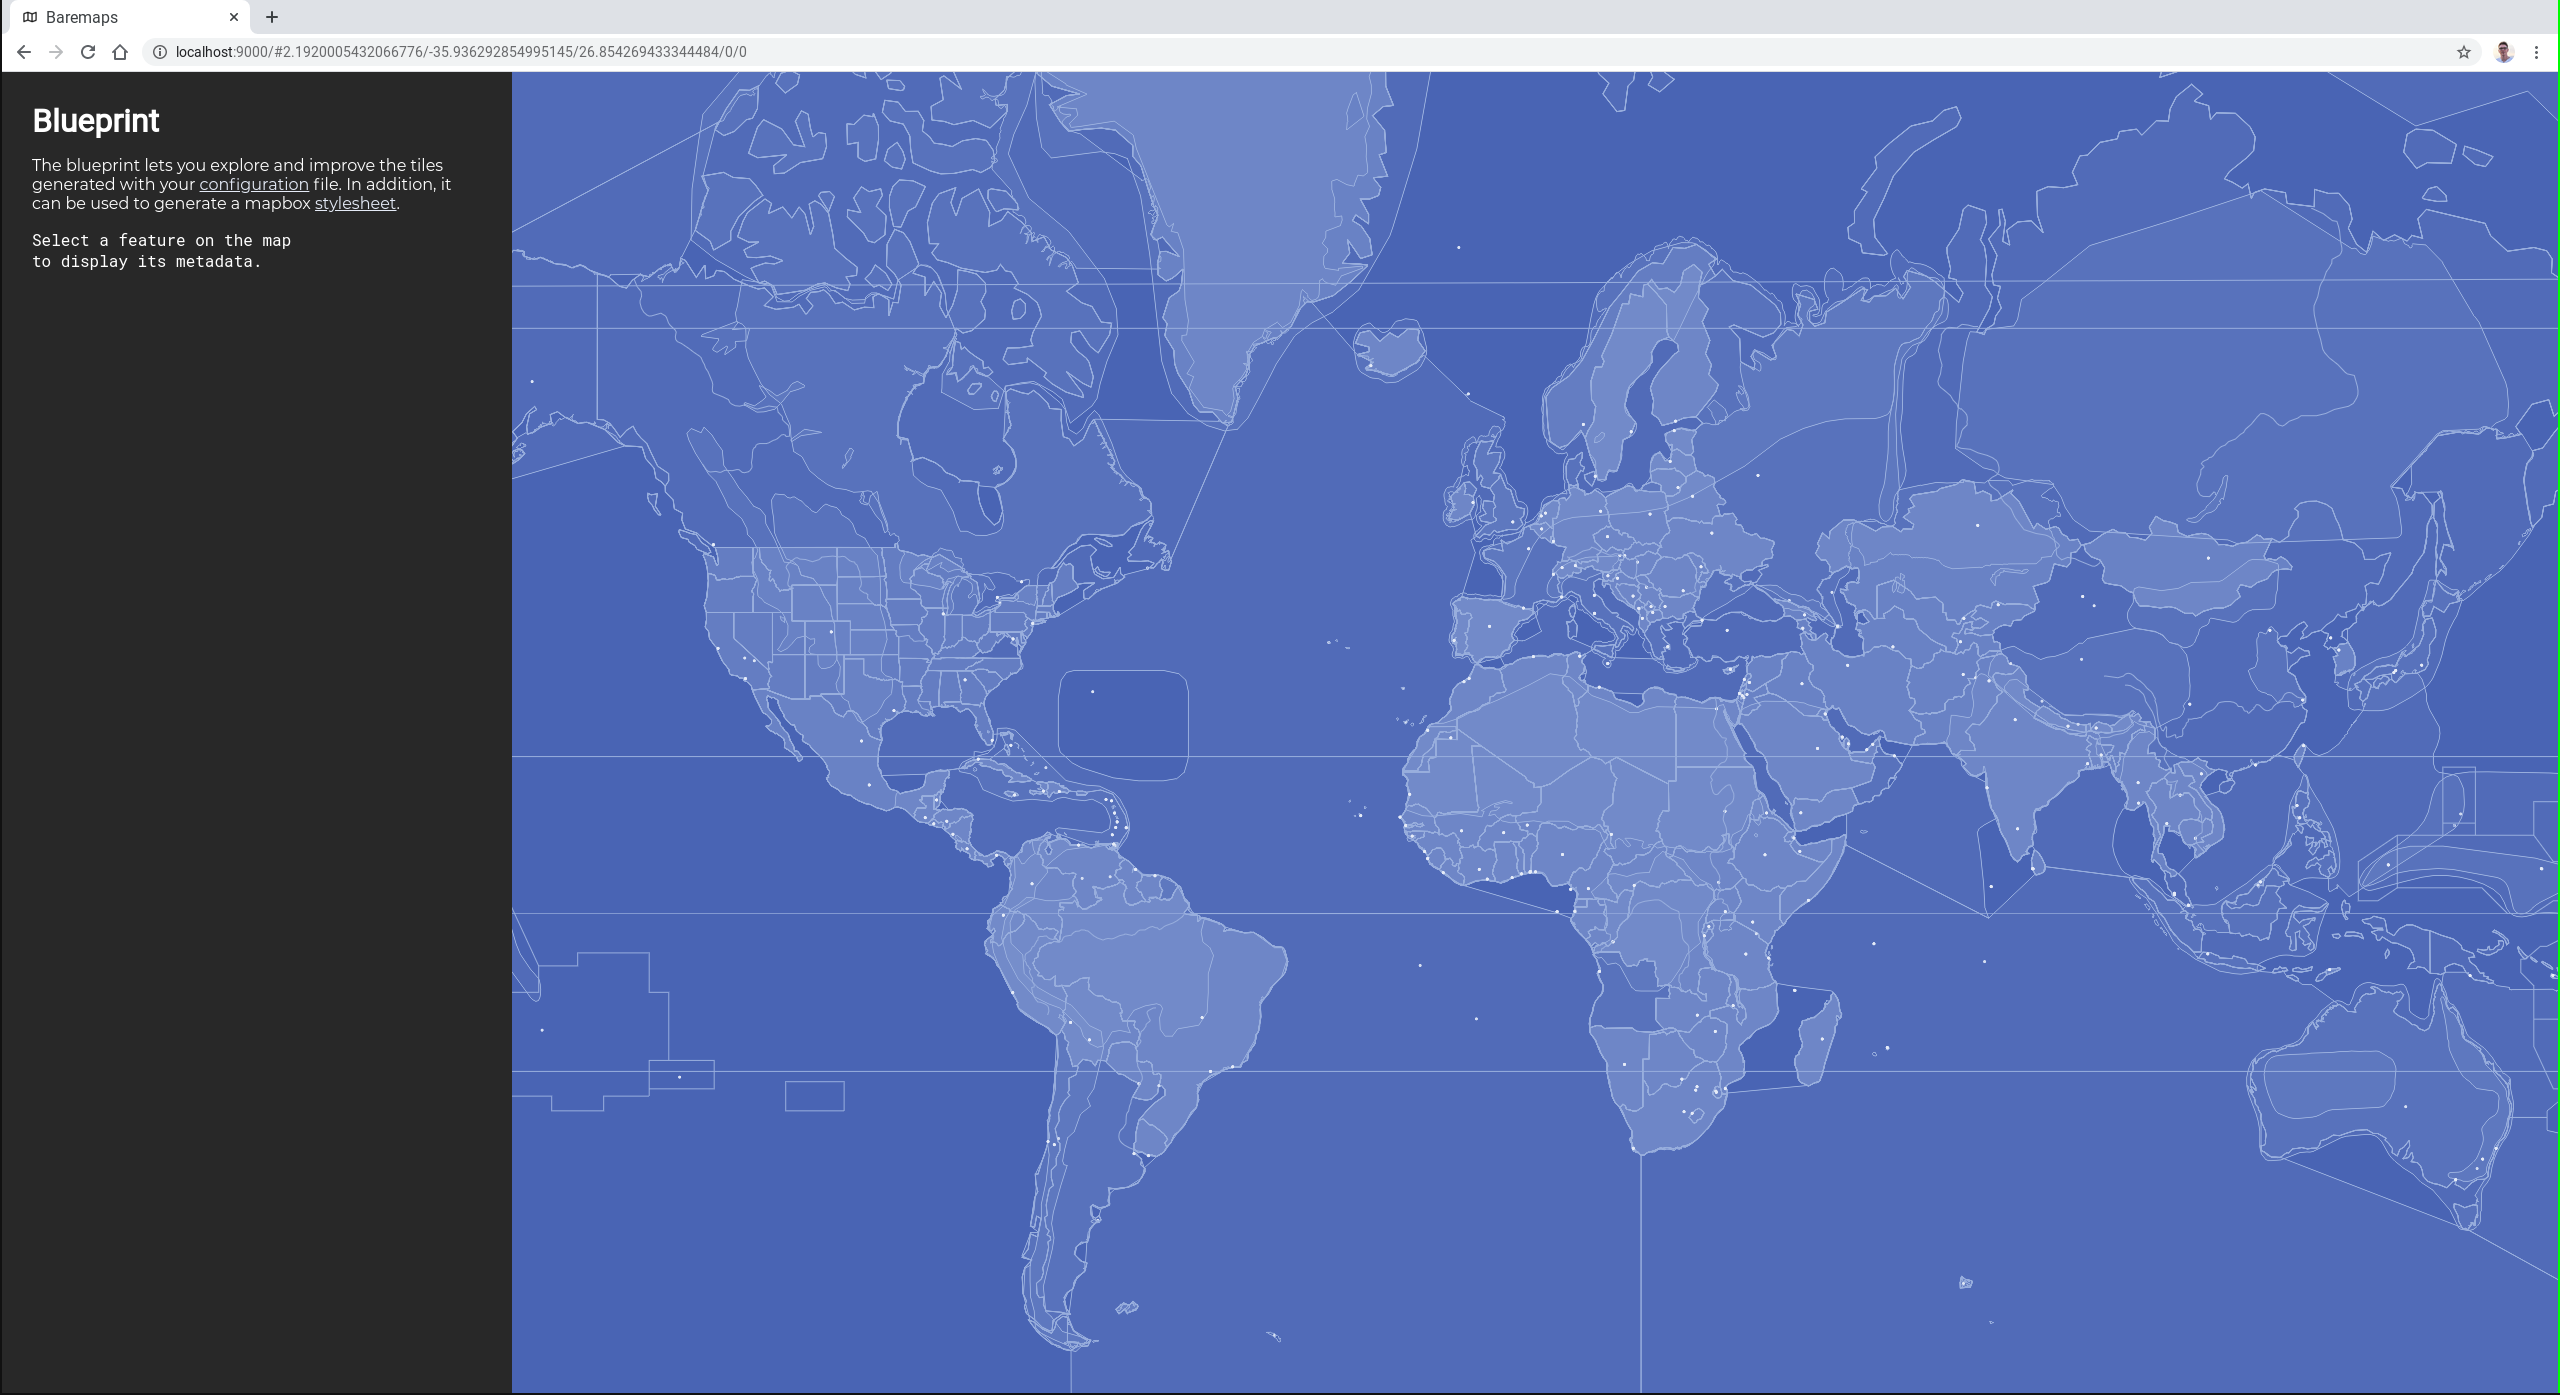 Baremaps
localhost:9000/#2.1920005432066776/-35.936292854995145/26.854269433344484/0/0
Blueprint
The blueprint lets you explore and improve the tiles
generated with your configuration file. In addition, it
can be used to generate a mapbox stylesheet.
Select a feature on the map
to display its metadata.